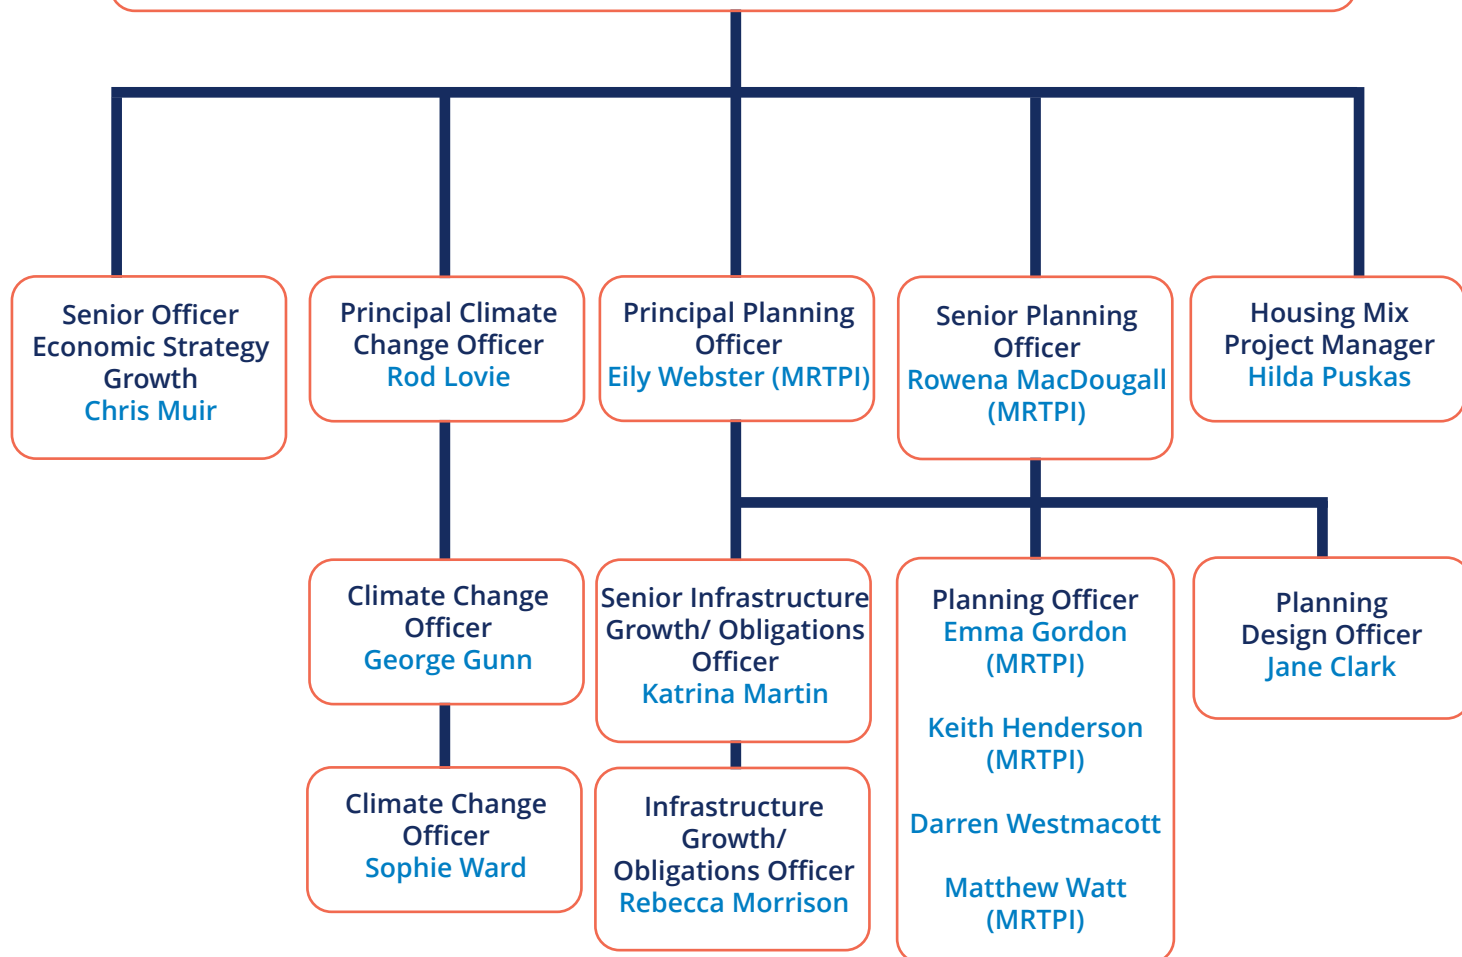 Senior Officer
Economic Strategy
Growth
Chris Muir
Principal Climate
Change Officer
Rod Lovie
Principal Planning
Officer
Eily Webster (MRTPI)
Senior Planning
Officer
Rowena MacDougall
(MRTPI)
Housing Mix
Project Manager
Hilda Puskas
Climate Change
Officer
George Gunn
Senior Infrastructure
Growth/ Obligations
Officer
Katrina Martin
Planning Officer
Emma Gordon
(MRTPI)
Keith Henderson
(MRTPI)
Darren Westmacott
Matthew Watt
(MRTPI)
Planning
Design Officer
Jane Clark
Climate Change
Officer
Sophie Ward
Infrastructure
Growth/
Obligations Officer
Rebecca Morrison